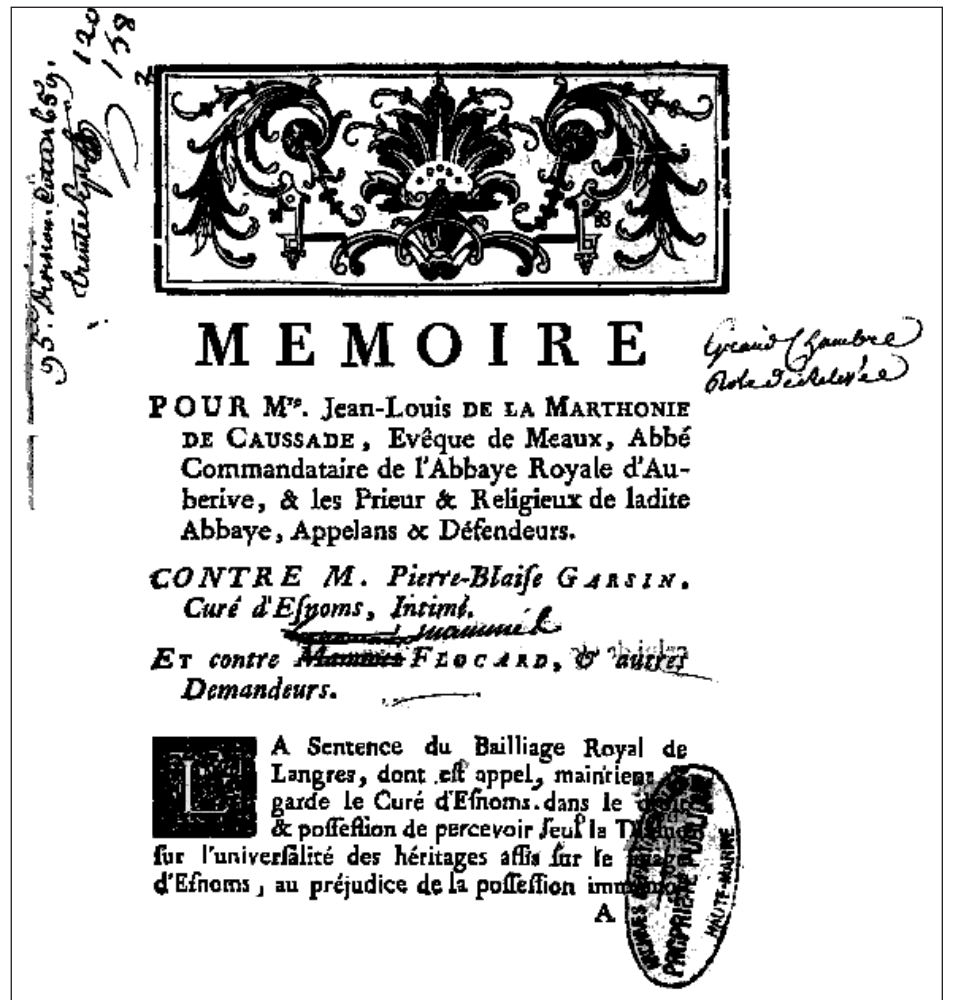 120
158
MEMOIRE
Grand Chambre
POUR Mre. Jean-Louis DE LA MARTHONIE
DE CAUSSADE, Evêque de Meaux, Abbé
Commandataire de l'Abbaye Royale d'Au-
berive, & les Prieur & Religieux de ladite
Abbaye, Appelans & Défendeurs.
CONTRE M. Pierre-Blaiſe GARSIN.
Curé d'Eſnoms, Intimé.
ET contre FLOCARD, & autres
Demandeurs.
LA Sentence du Bailliage Royal de
Langres, dont eſt appel, maintient
garde le Curé d'Eſnoms dans le
& poſſeſſion de percevoir ſeul la
ſur l'univerſalité des héritages aſſis ſur le
d'Eſnoms, au préjudice de la poſſeſſion
A
PROPRIÉTÉ PUBLIQUE
HAUTE-MARNE